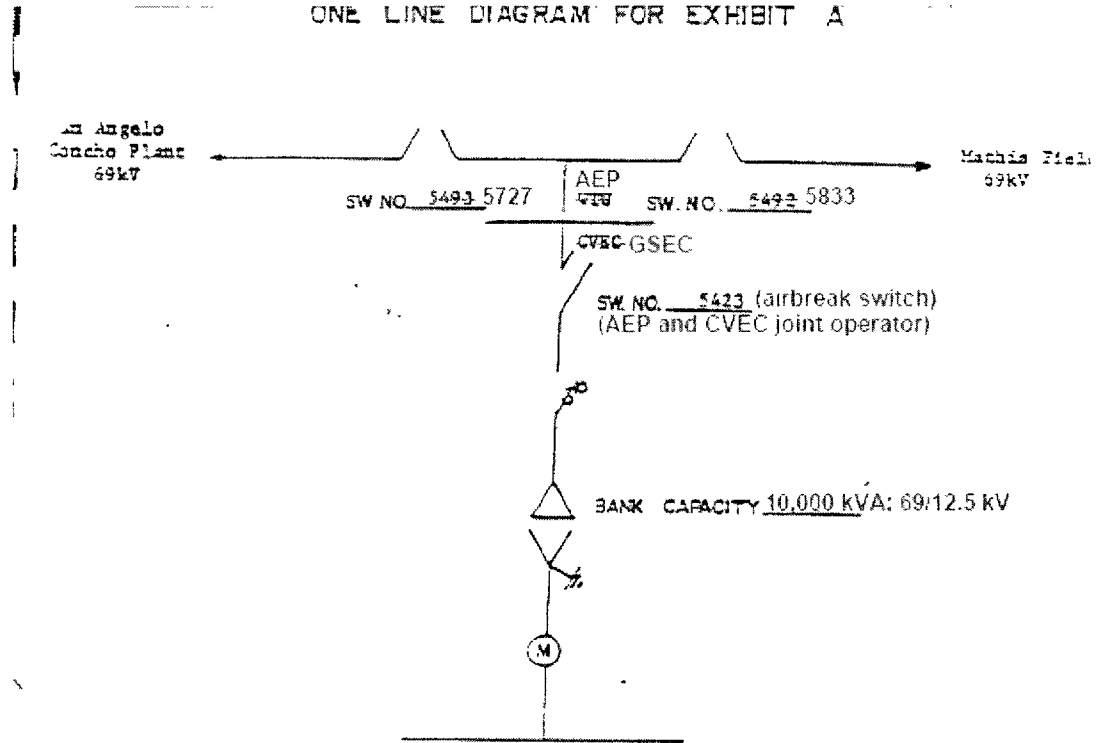 ONE LINE DIAGRAM FOR EXHIBIT A
Angelo
Concho Plant
69kV
Mathis
69kV
AEP
WTU
SW NO. 5493 5727
SW. NO. 5492 5833
CVEC GSEC
SW. NO. 5423 (airbreak switch)
(AEP and CVEC joint operator)
BANK CAPACITY 10,000 kVA: 69/12.5 kV
M